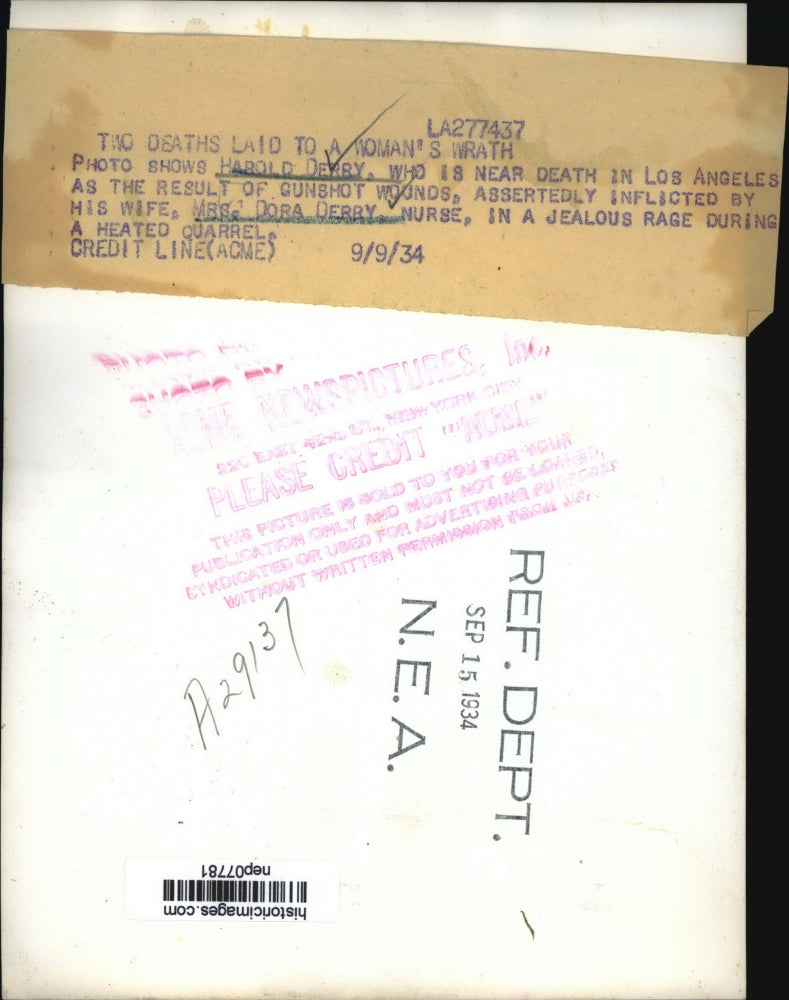 LA277437
TWO DEATHS LAID TO A WOMAN'S WRATH
PHOTO SHOWS HAROLD DERRY, WHO IS NEAR DEATH IN LOS ANGELES
AS THE RESULT OF GUNSHOT WOUNDS, ASSERTEDLY INFLICTED BY
HIS WIFE, MRS. DORA DERRY, NURSE, IN A JEALOUS RAGE DURING
A HEATED QUARREL.
CREDIT LINE(ACME) 9/9/34
ACME NEWSPICTURES, Inc.
220 EAST 42ND ST., NEW YORK CITY
PLEASE CREDIT "ACME"
THIS PICTURE IS SOLD TO YOU FOR YOUR
PUBLICATION ONLY AND MUST NOT BE LOANED,
SYNDICATED OR USED FOR ADVERTISING PURPOSES
WITHOUT WRITTEN PERMISSION FROM US.
REF. DEPT.
SEP 15 1934
N.E.A.
A29137
historicimages.com
nep07781